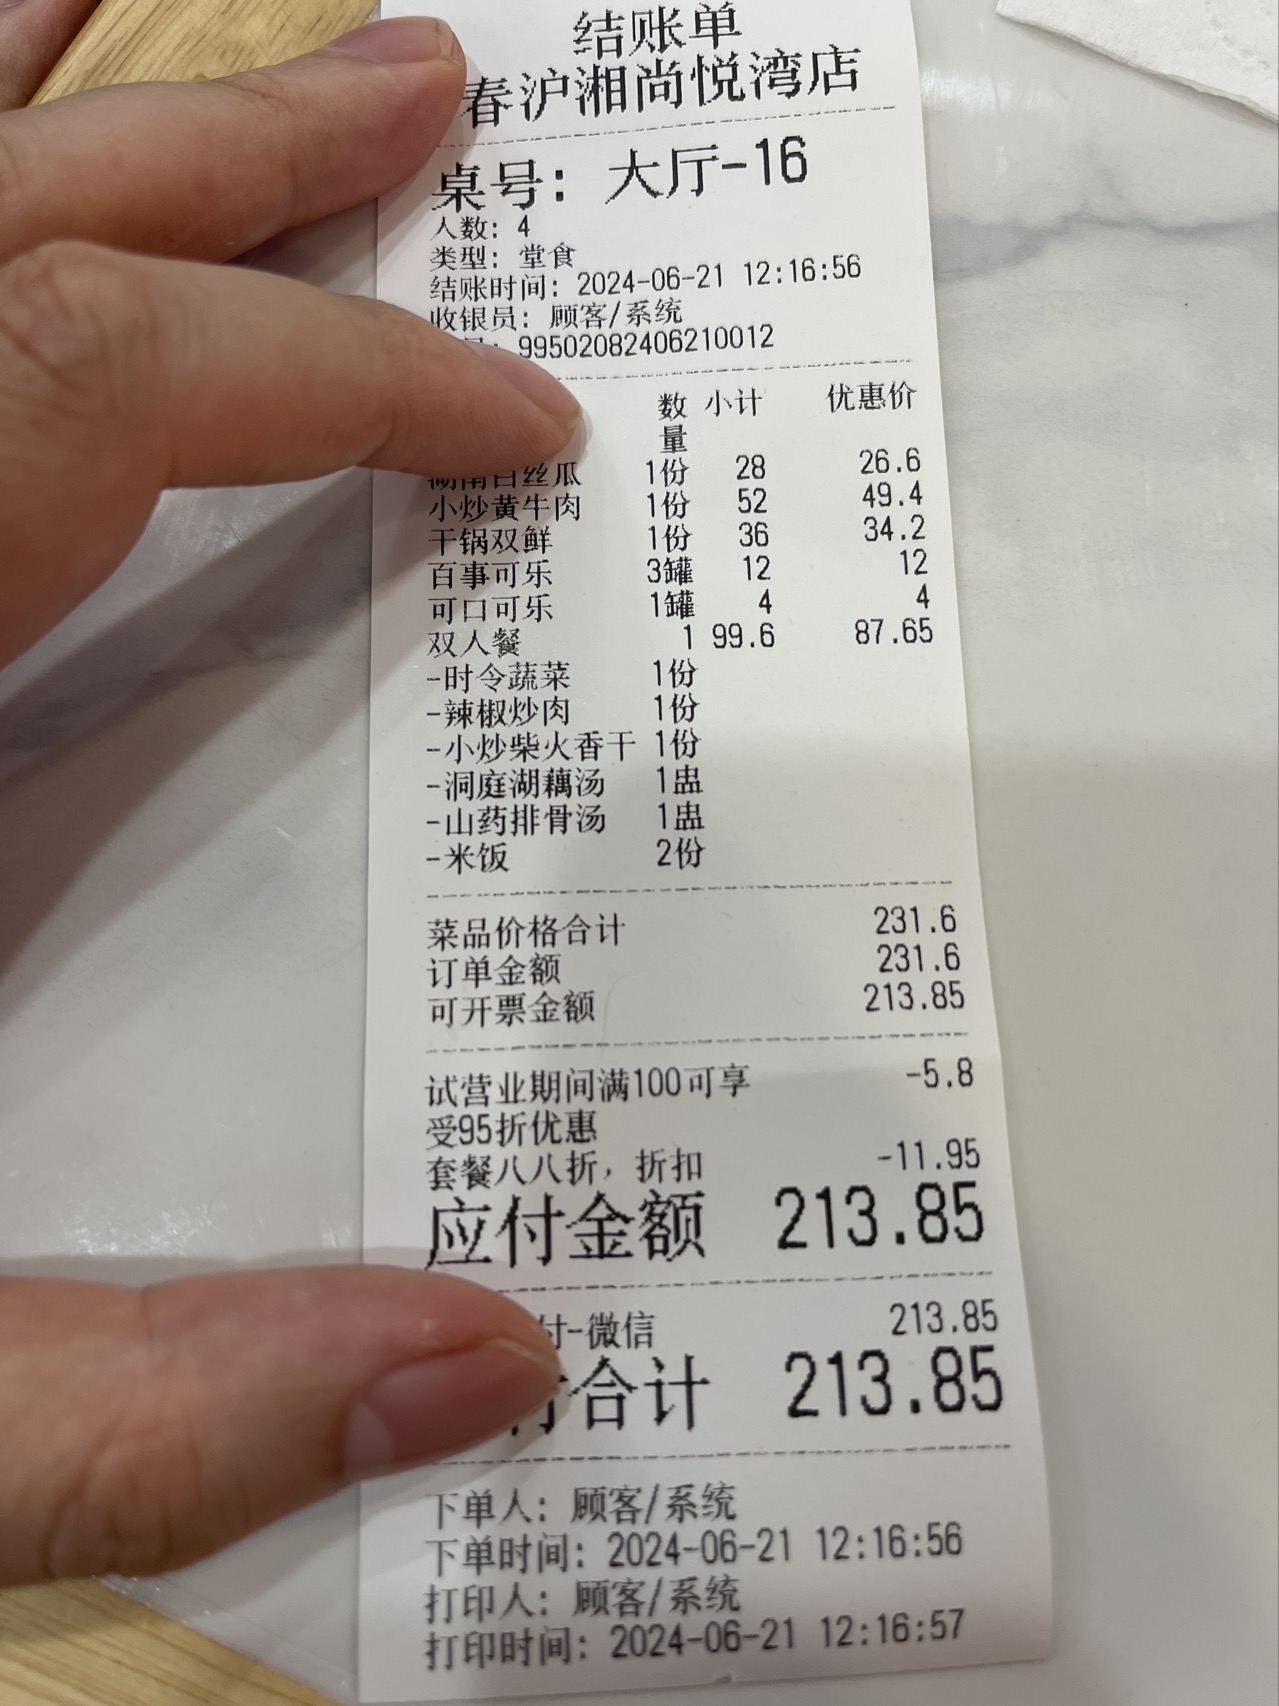 结账单
春沪湘尚悦湾店
桌号：大厅-16
人数：4
类型：堂食
结账时间：2024-06-21 12:16:56
收银员：顾客/系统
99502082406210012
数量 小计 优惠价
丝瓜 1份 28 26.6
小炒黄牛肉 1份 52 49.4
干锅双鲜 1份 36 34.2
百事可乐 3罐 12 12
可口可乐 1罐 4 4
双人餐 1 99.6 87.65
-时令蔬菜 1份
-辣椒炒肉 1份
-小炒柴火香干 1份
-洞庭湖藕汤 1盅
-山药排骨汤 1盅
-米饭 2份
菜品价格合计 231.6
订单金额 231.6
可开票金额 213.85
试营业期间满100可享 -5.8
受95折优惠
套餐八八折，折扣 -11.95
应付金额 213.85
付-微信 213.85
合计 213.85
下单人：顾客/系统
下单时间：2024-06-21 12:16:56
打印人：顾客/系统
打印时间：2024-06-21 12:16:57